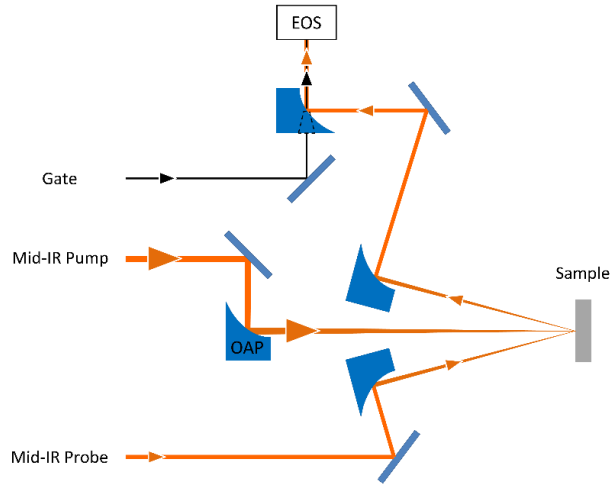 EOS
Gate
Mid-IR Pump
Sample
OAP
Mid-IR Probe